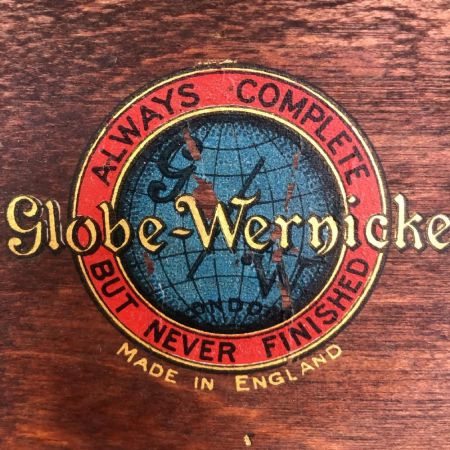 ALWAYS COMPLETE
G
Globe-Wernicke
W
BUT NEVER FINISHED
MADE IN ENGLAND